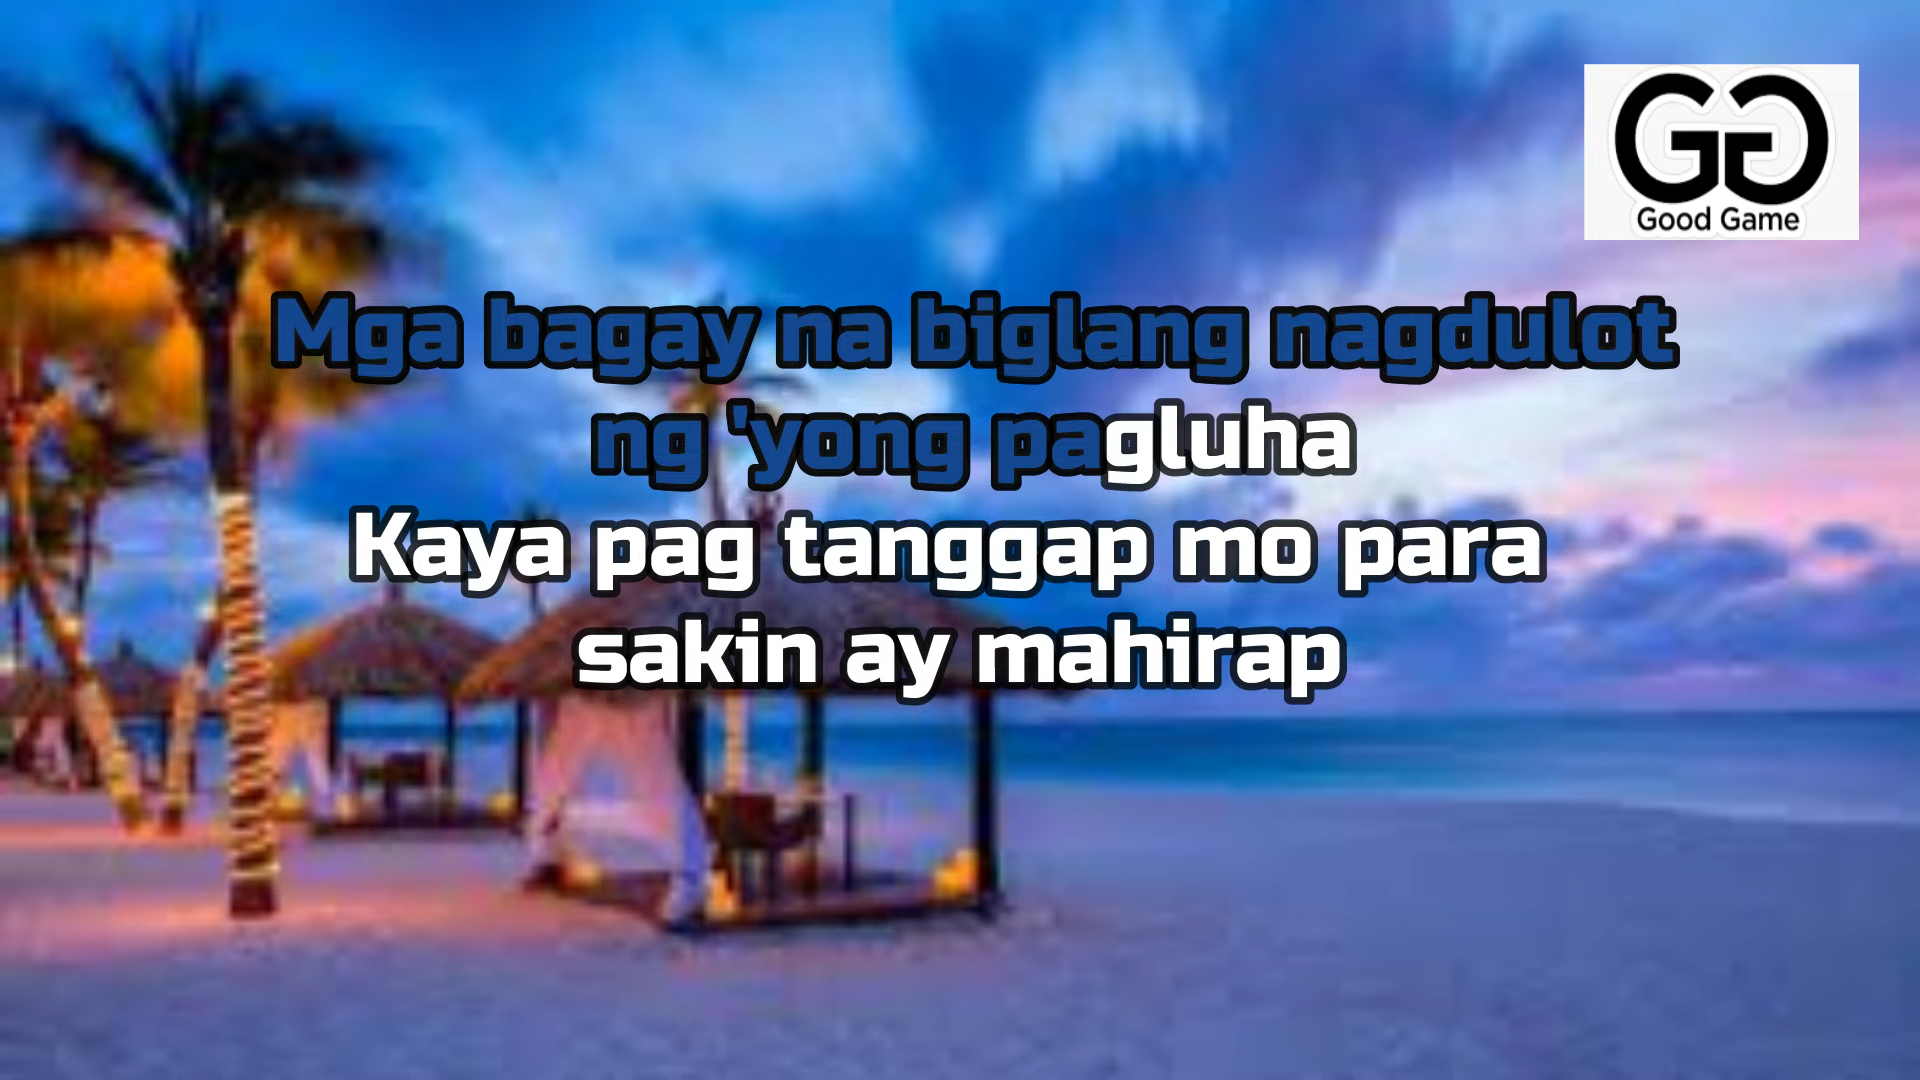 GG
Good Game
Mga bagay na biglang nagdulot
ng 'yong pagluha
Kaya pag tanggap mo para
sakin ay mahirap